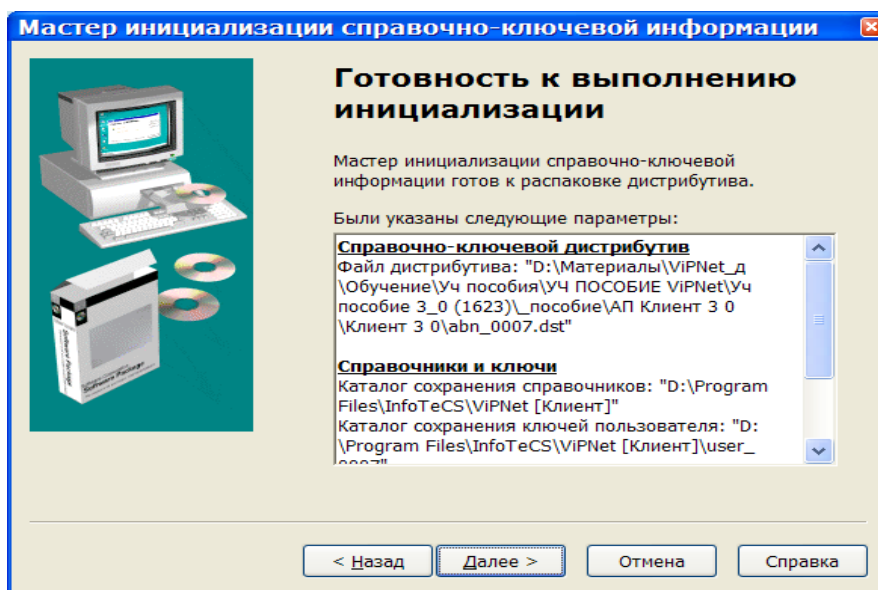 Мастер инициализации справочно-ключевой информации
Готовность к выполнению
инициализации
Мастер инициализации справочно-ключевой
информации готов к распаковке дистрибутива.
Были указаны следующие параметры:
Справочно-ключевой дистрибутив
Файл дистрибутива: "D:\Материалы\ViPNet_д
\Обучение\Уч пособия\УЧ ПОСОБИЕ ViPNet\Уч
пособие 3_0 (1623)\_пособие\АП Клиент 3 0
\Клиент 3 0\abn_0007.dst"
Справочники и ключи
Каталог сохранения справочников: "D:\Program
Files\InfoTeCS\ViPNet [Клиент]"
Каталог сохранения ключей пользователя: "D:
\Program Files\InfoTeCS\ViPNet [Клиент]\user_
0007"
Software Package
< Назад
Далее >
Отмена
Справка